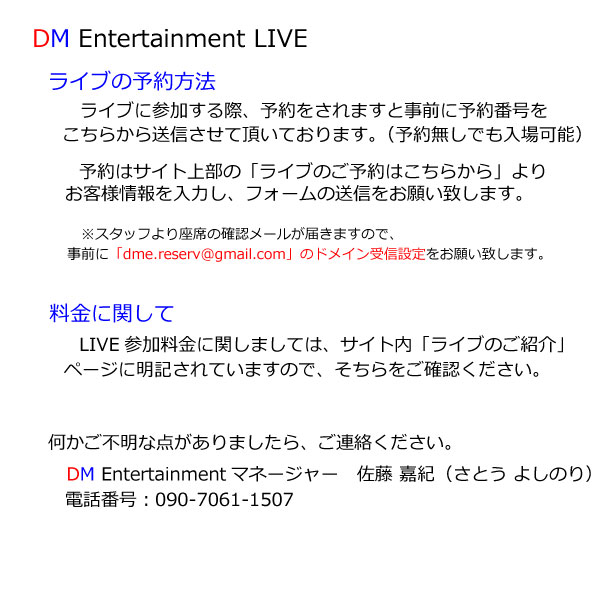 DM Entertainment LIVE
ライブの予約方法
ライブに参加する際、予約をされますと事前に予約番号を
こちらから送信させて頂いております。（予約無しでも入場可能）
予約はサイト上部の「ライブのご予約はこちらから」より
お客様情報を入力し、フォームの送信をお願い致します。
※スタッフより座席の確認メールが届きますので、
事前に「dme.reserv@gmail.com」のドメイン受信設定をお願い致します。
料金に関して
LIVE 参加料金に関しましては、サイト内「ライブのご紹介」
ページに明記されていますので、そちらをご確認ください。
何かご不明な点がありましたら、ご連絡ください。
DM Entertainment マネージャー　佐藤 嘉紀（さとう よしのり）
電話番号：090-7061-1507